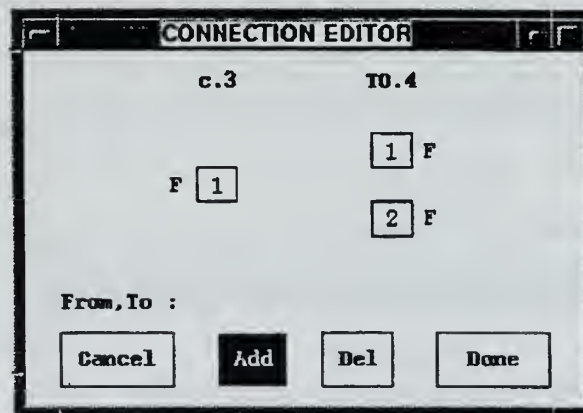 CONNECTION EDITOR
c.3 TO.4
1 F
F 1
2 F
From,To :
Cancel Add Del Done